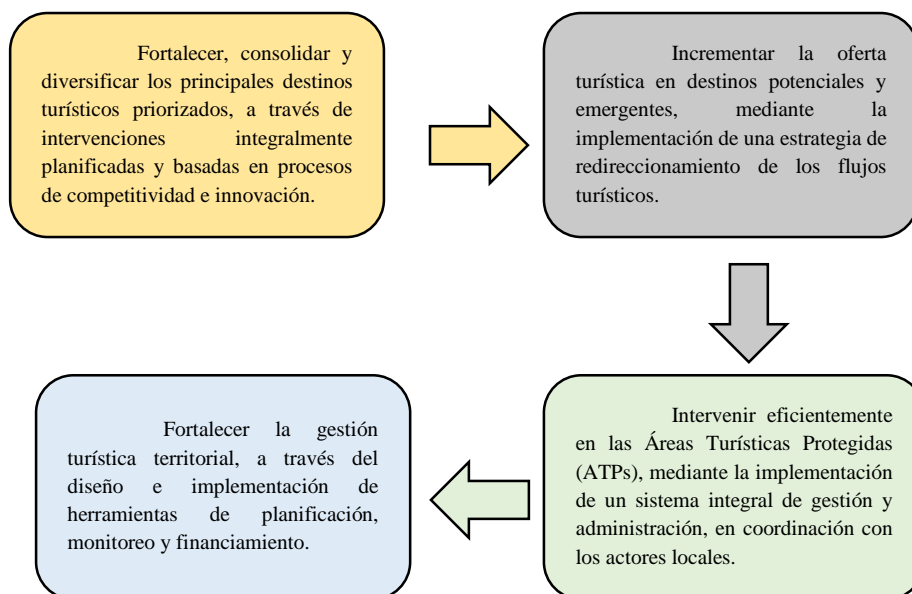 Fortalecer, consolidar y
diversificar los principales destinos
turísticos priorizados, a través de
intervenciones integralmente
planificadas y basadas en procesos
de competitividad e innovación.
Incrementar la oferta
turística en destinos potenciales y
emergentes, mediante la
implementación de una estrategia de
redireccionamiento de los flujos
turísticos.
Intervenir eficientemente
en las Áreas Turísticas Protegidas
(ATPs), mediante la implementación
de un sistema integral de gestión y
administración, en coordinación con
los actores locales.
Fortalecer la gestión
turística territorial, a través del
diseño e implementación de
herramientas de planificación,
monitoreo y financiamiento.